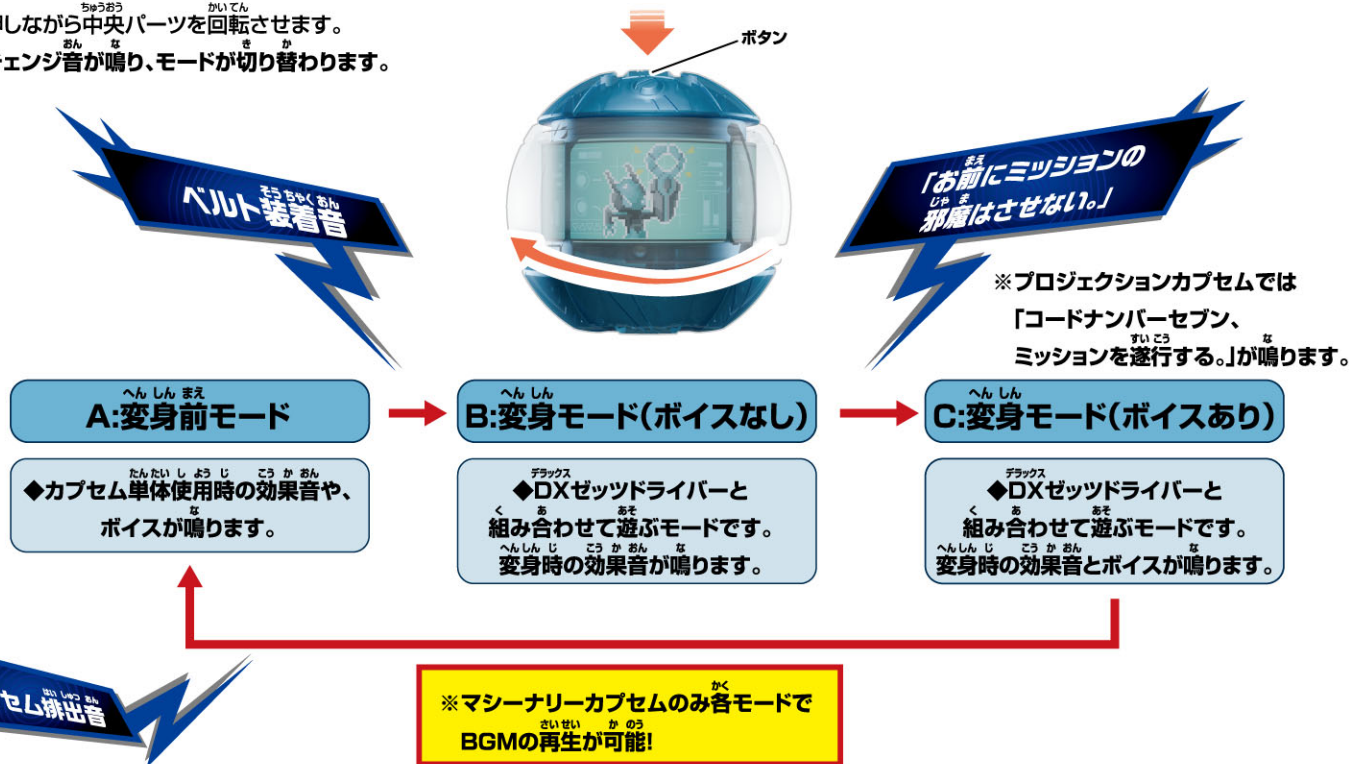 しながら中央パーツを回転させます。
ェンジ音が鳴り、モードが切り替わります。
ボタン
ベルト装着音
「お前にミッションの
邪魔はさせない。」
※プロジェクションカプセムでは
「コードナンバーセブン、
ミッションを遂行する。」が鳴ります。
A:変身前モード
B:変身モード(ボイスなし)
C:変身モード(ボイスあり)
◆カプセム単体使用時の効果音や、
ボイスが鳴ります。
◆DXゼッツドライバーと
組み合わせて遊ぶモードです。
変身時の効果音が鳴ります。
◆DXゼッツドライバーと
組み合わせて遊ぶモードです。
変身時の効果音とボイスが鳴ります。
セム排出音
※マシーナリーカプセムのみ各モードで
BGMの再生が可能!